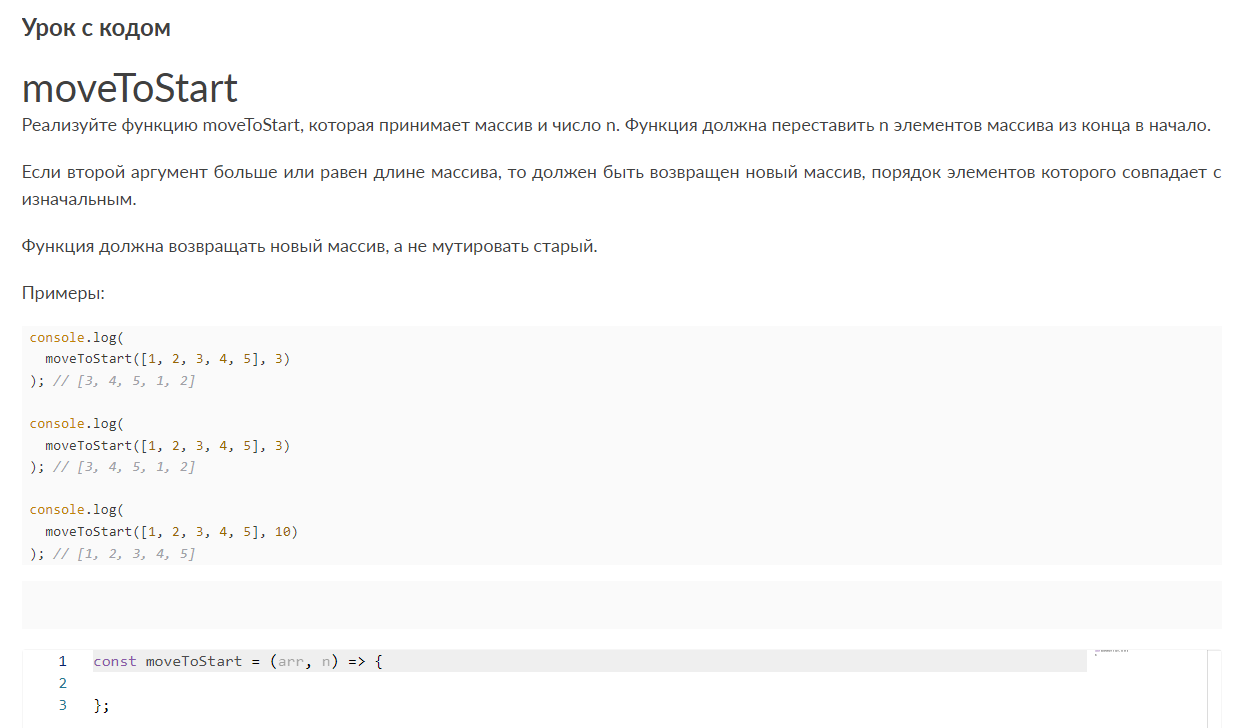 Урок с кодом
moveToStart
Реализуйте функцию moveToStart, которая принимает массив и число n. Функция должна переставить n элементов массива из конца в начало.
Если второй аргумент больше или равен длине массива, то должен быть возвращен новый массив, порядок элементов которого совпадает с
изначальным.
Функция должна возвращать новый массив, а не мутировать старый.
Примеры:
console.log(
  moveToStart([1, 2, 3, 4, 5], 3)
); // [3, 4, 5, 1, 2]
console.log(
  moveToStart([1, 2, 3, 4, 5], 3)
); // [3, 4, 5, 1, 2]
console.log(
  moveToStart([1, 2, 3, 4, 5], 10)
); // [1, 2, 3, 4, 5]
1 const moveToStart = (arr, n) => {
2
3 };